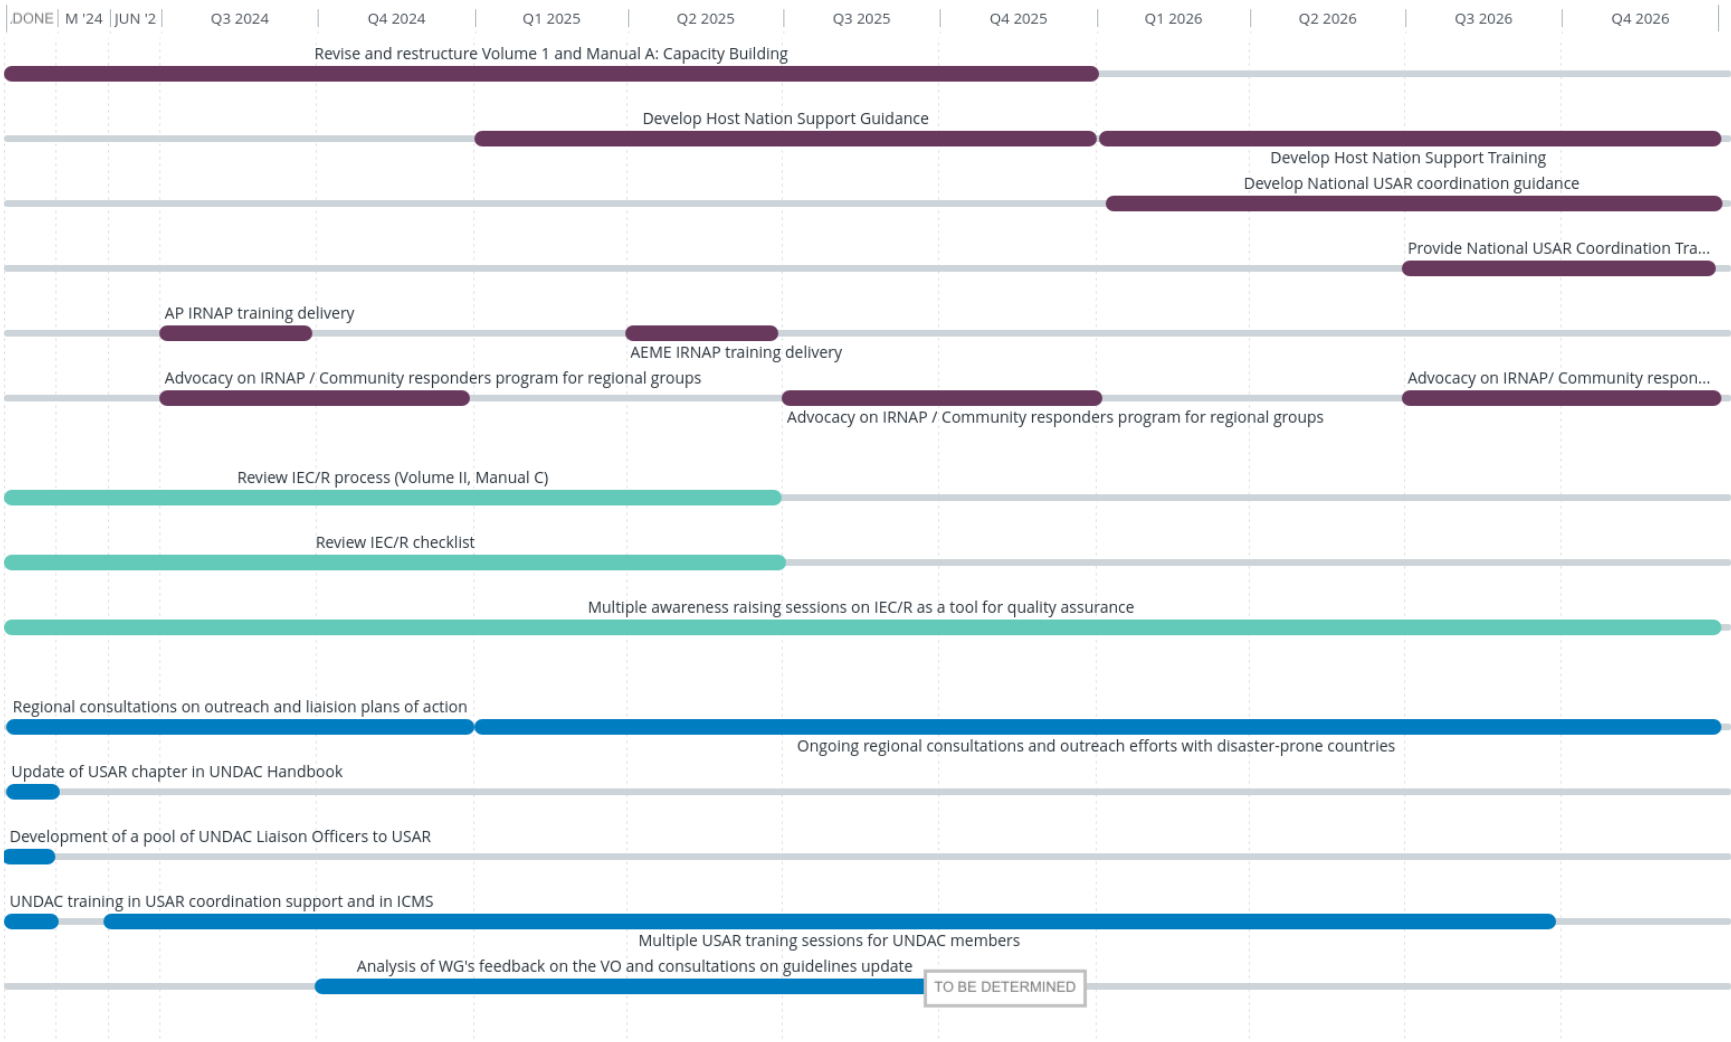 .DONE M '24 JUN '2 Q3 2024 Q4 2024 Q1 2025 Q2 2025 Q3 2025 Q4 2025 Q1 2026 Q2 2026 Q3 2026 Q4 2026
Revise and restructure Volume 1 and Manual A: Capacity Building
Develop Host Nation Support Guidance
Develop Host Nation Support Training
Develop National USAR coordination guidance
Provide National USAR Coordination Tra...
AP IRNAP training delivery
AEME IRNAP training delivery
Advocacy on IRNAP / Community responders program for regional groups
Advocacy on IRNAP/ Community respon...
Advocacy on IRNAP / Community responders program for regional groups
Review IEC/R process (Volume II, Manual C)
Review IEC/R checklist
Multiple awareness raising sessions on IEC/R as a tool for quality assurance
Regional consultations on outreach and liaision plans of action
Ongoing regional consultations and outreach efforts with disaster-prone countries
Update of USAR chapter in UNDAC Handbook
Development of a pool of UNDAC Liaison Officers to USAR
UNDAC training in USAR coordination support and in ICMS
Multiple USAR traning sessions for UNDAC members
Analysis of WG's feedback on the VO and consultations on guidelines update
TO BE DETERMINED